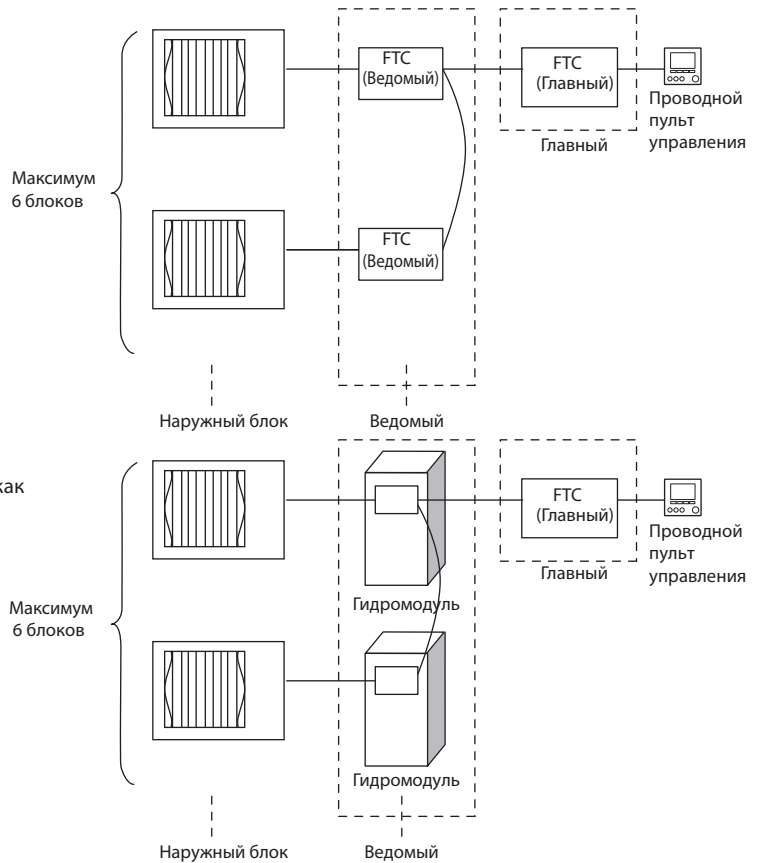 FTC
(Ведомый)
FTC
(Главный)
Проводной
пульт
управления
Главный
Максимум
6 блоков
FTC
(Ведомый)
Наружный блок
Ведомый
как
FTC
(Главный)
Проводной
пульт
управления
Главный
Гидромодуль
Максимум
6 блоков
Гидромодуль
Наружный блок
Ведомый